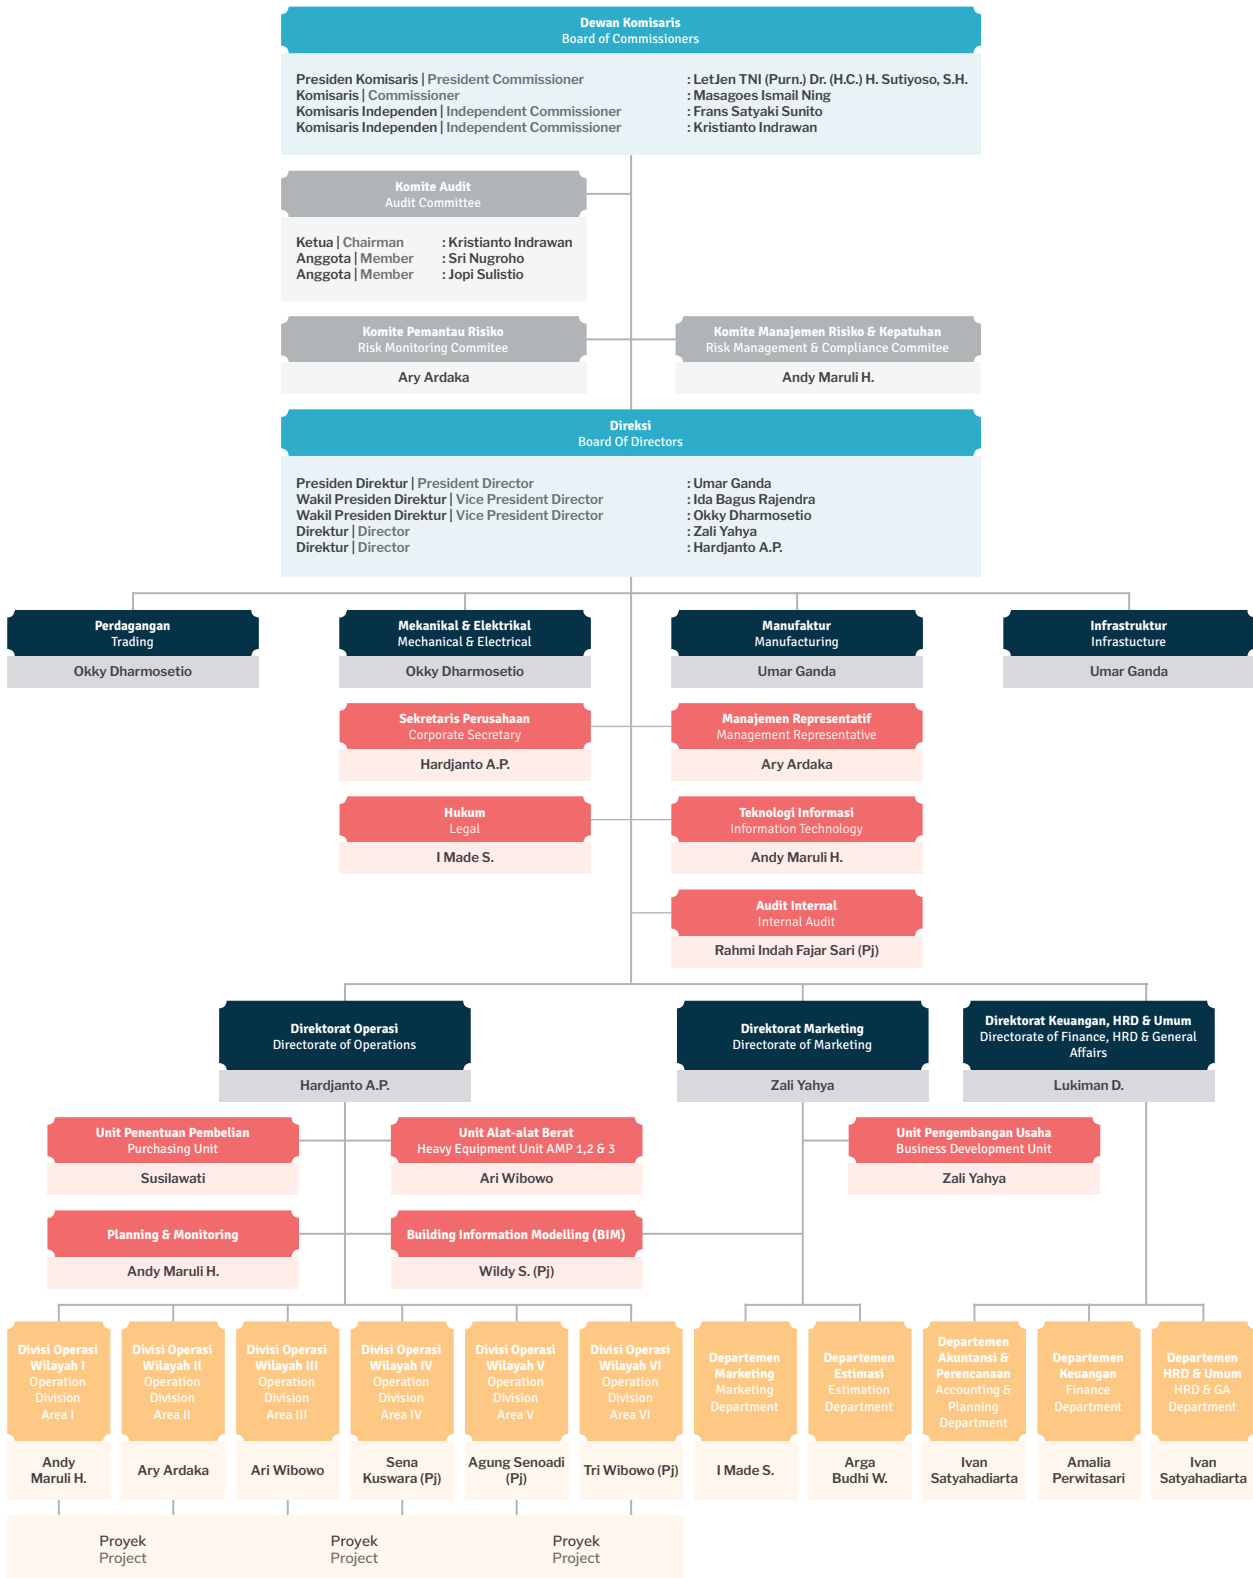 Dewan Komisaris
Board of Commissioners
Presiden Komisaris | President Commissioner : LetJen TNI (Purn.) Dr. (H.C.) H. Sutiyoso, S.H.
Komisaris | Commissioner : Masagoes Ismail Ning
Komisaris Independen | Independent Commissioner : Frans Satyaki Sunito
Komisaris Independen | Independent Commissioner : Kristianto Indrawan
Komite Audit
Audit Committee
Ketua | Chairman : Kristianto Indrawan
Anggota | Member : Sri Nugroho
Anggota | Member : Jopi Sulistio
Komite Pemantau Risiko
Risk Monitoring Commitee
Ary Ardaka
Komite Manajemen Risiko & Kepatuhan
Risk Management & Compliance Commitee
Andy Maruli H.
Direksi
Board Of Directors
Presiden Direktur | President Director : Umar Ganda
Wakil Presiden Direktur | Vice President Director : Ida Bagus Rajendra
Wakil Presiden Direktur | Vice President Director : Okky Dharmosetio
Direktur | Director : Zali Yahya
Direktur | Director : Hardjanto A.P.
Perdagangan
Trading
Okky Dharmosetio
Mekanikal & Elektrikal
Mechanical & Electrical
Okky Dharmosetio
Manufaktur
Manufacturing
Umar Ganda
Infrastruktur
Infrastucture
Umar Ganda
Sekretaris Perusahaan
Corporate Secretary
Hardjanto A.P.
Manajemen Representatif
Management Representative
Ary Ardaka
Hukum
Legal
I Made S.
Teknologi Informasi
Information Technology
Andy Maruli H.
Audit Internal
Internal Audit
Rahmi Indah Fajar Sari (Pj)
Direktorat Operasi
Directorate of Operations
Hardjanto A.P.
Direktorat Marketing
Directorate of Marketing
Zali Yahya
Direktorat Keuangan, HRD & Umum
Directorate of Finance, HRD & General
Affairs
Lukiman D.
Unit Penentuan Pembelian
Purchasing Unit
Susilawati
Unit Alat-alat Berat
Heavy Equipment Unit AMP 1,2 & 3
Ari Wibowo
Unit Pengembangan Usaha
Business Development Unit
Zali Yahya
Planning & Monitoring
Andy Maruli H.
Building Information Modelling (BIM)
Wildy S. (Pj)
Divisi Operasi
Wilayah I
Operation
Division
Area I
Andy
Maruli H.
Divisi Operasi
Wilayah II
Operation
Division
Area II
Ary Ardaka
Divisi Operasi
Wilayah III
Operation
Division
Area III
Ari Wibowo
Divisi Operasi
Wilayah IV
Operation
Division
Area IV
Sena
Kuswara (Pj)
Divisi Operasi
Wilayah V
Operation
Division
Area V
Agung Senoadi
(Pj)
Divisi Operasi
Wilayah VI
Operation
Division
Area VI
Tri Wibowo (Pj)
Departemen
Marketing
Marketing
Department
I Made S.
Departemen
Estimasi
Estimation
Department
Arga
Budhi W.
Departemen
Akuntansi &
Perencanaan
Accounting &
Planning
Department
Ivan
Satyahadiarta
Departemen
Keuangan
Finance
Department
Amalia
Perwitasari
Departemen
HRD & Umum
HRD & GA
Department
Ivan
Satyahadiarta
Proyek
Project
Proyek
Project
Proyek
Project